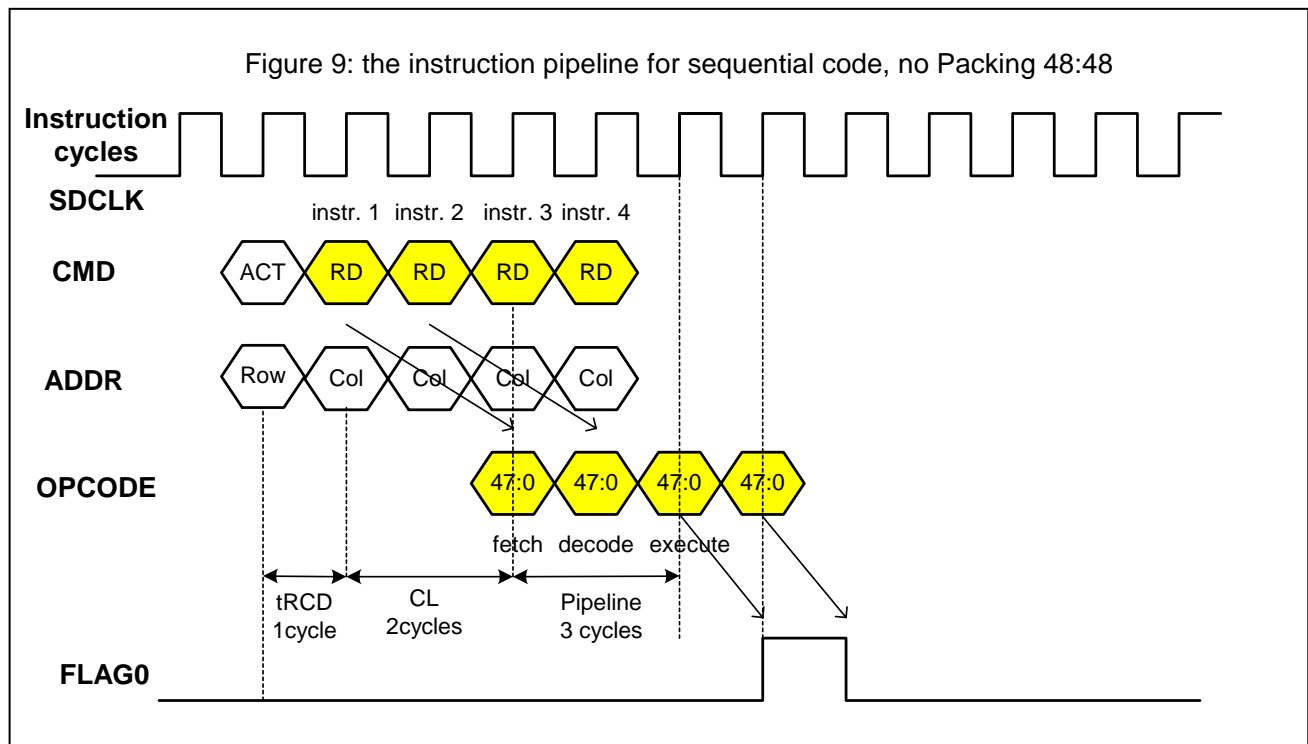 Figure 9: the instruction pipeline for sequential code, no Packing 48:48
Instruction
cycles
SDCLK
instr. 1 instr. 2 instr. 3 instr. 4
CMD
ACT RD RD RD RD
ADDR
Row Col Col Col Col
OPCODE
47:0 47:0 47:0 47:0
fetch decode execute
tRCD
1cycle
CL
2cycles
Pipeline
3 cycles
FLAG0